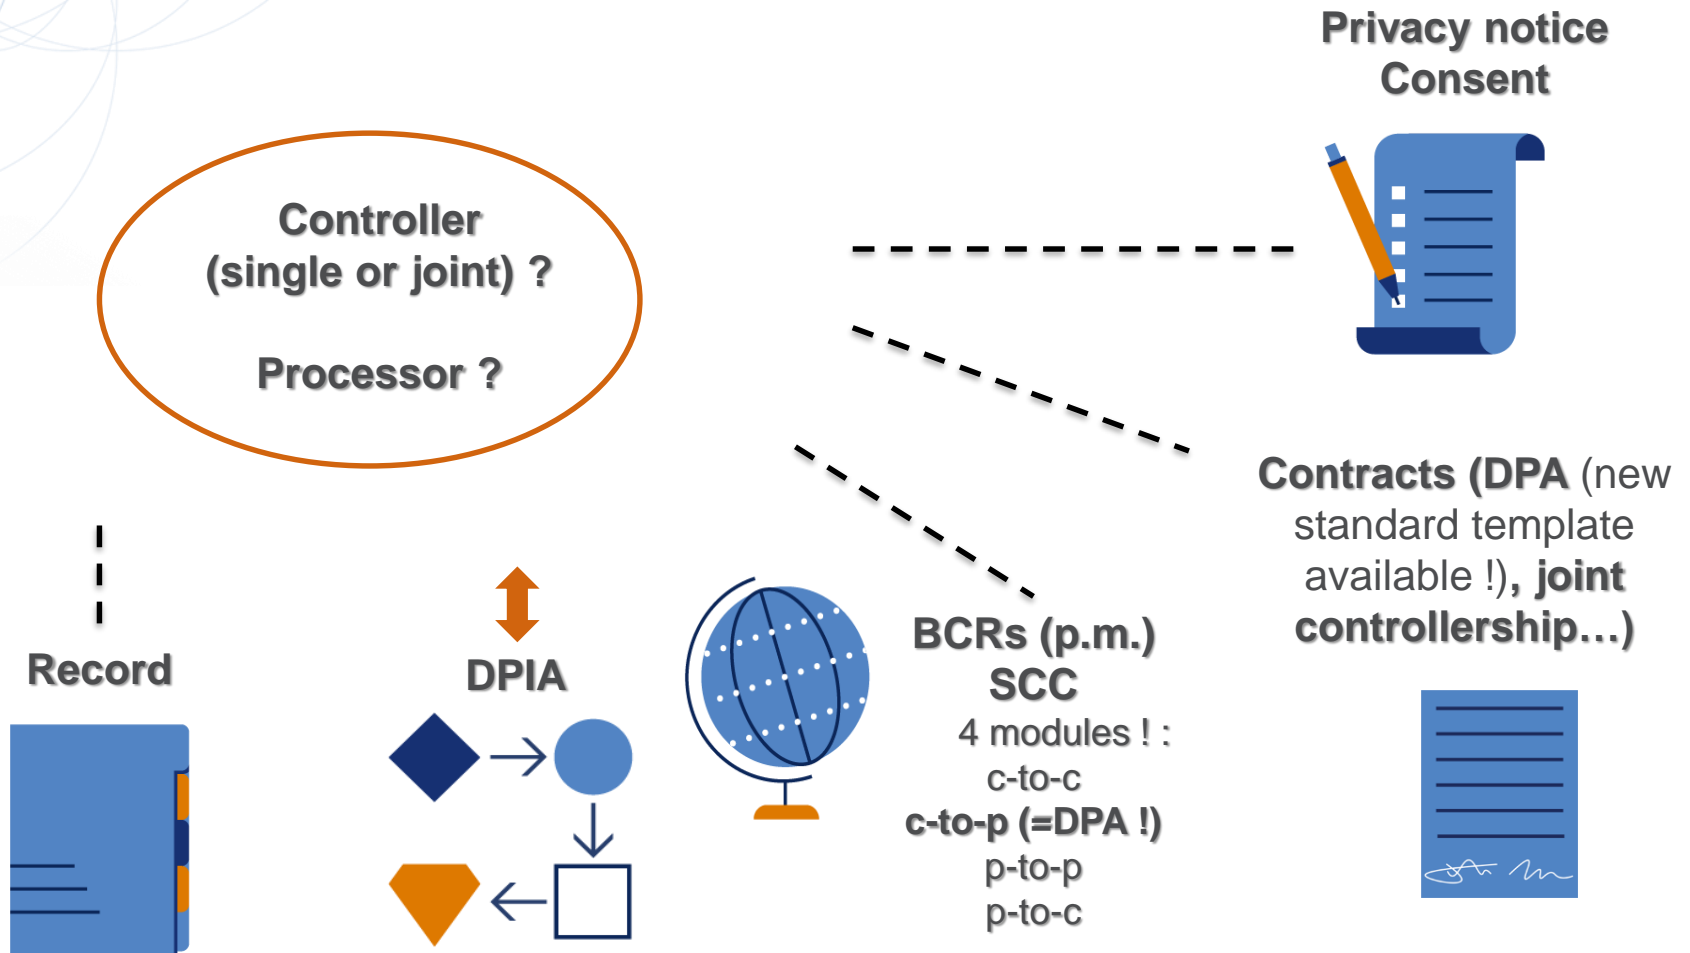 Privacy notice
Consent
Controller
(single or joint) ?
Processor ?
Contracts (DPA (new
standard template
available !), joint
controllership…)
Record
DPIA
BCRs (p.m.)
SCC
4 modules ! :
c-to-c
c-to-p (=DPA !)
p-to-p
p-to-c